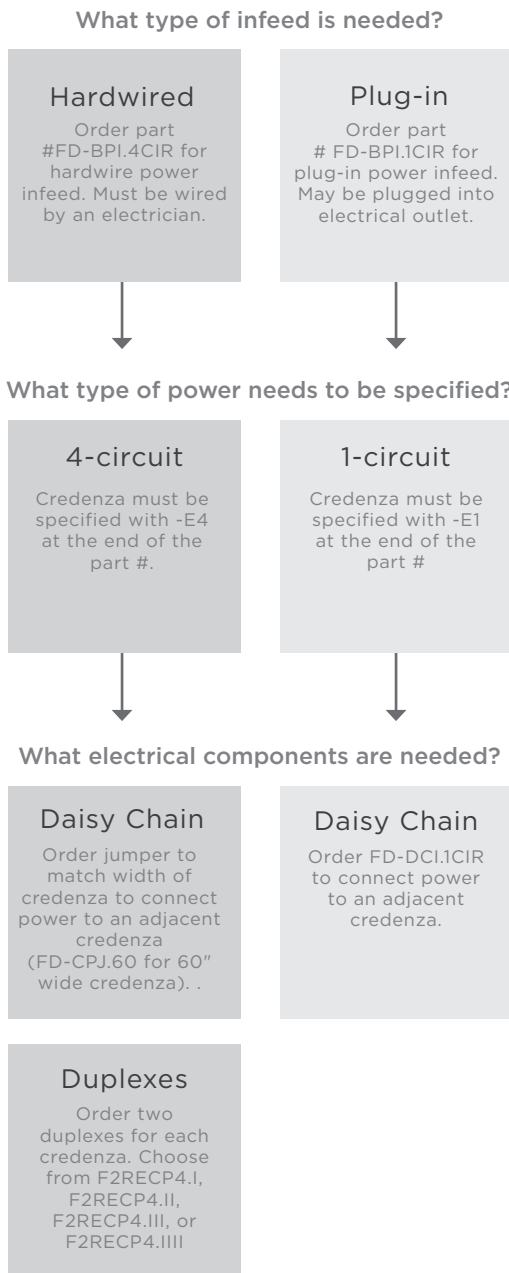 What type of infeed is needed?
Hardwired
Order part
#FD-BPI.4CIR for
hardwire power
infeed. Must be wired
by an electrician.
Plug-in
Order part
# FD-BPI.1CIR for
plug-in power infeed.
May be plugged into
electrical outlet.
What type of power needs to be specified?
4-circuit
Credenza must be
specified with -E4
at the end of the
part #.
1-circuit
Credenza must be
specified with -E1
at the end of the
part #
What electrical components are needed?
Daisy Chain
Order jumper to
match width of
credenza to connect
power to an adjacent
credenza
(FD-CPJ.60 for 60"
wide credenza). .
Daisy Chain
Order FD-DCI.1CIR
to connect power
to an adjacent
credenza.
Duplexes
Order two
duplexes for each
credenza. Choose
from F2RECP4.I,
F2RECP4.II,
F2RECP4.III, or
F2RECP4.IIII